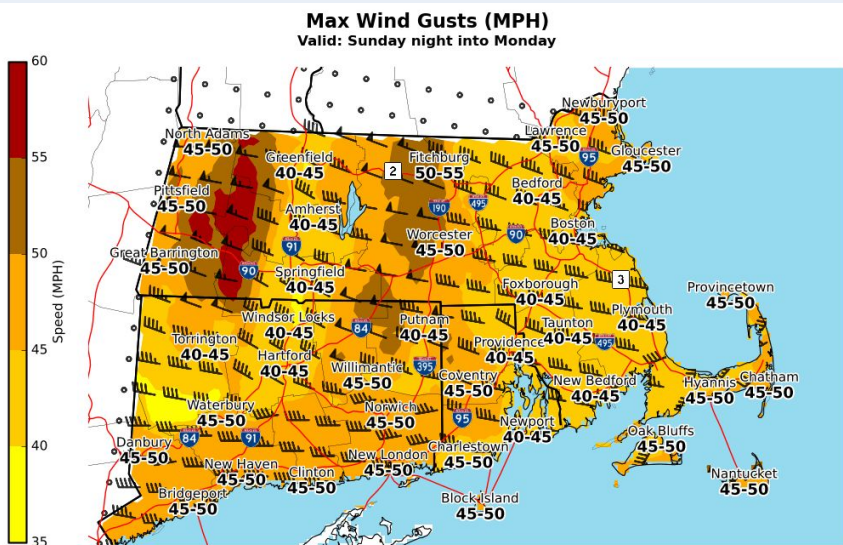 Max Wind Gusts (MPH)
Valid: Sunday night into Monday
60
55
50
45
40
35
Speed (MPH)
Newburyport
45-50
North Adams
45-50
Lawrence
45-50
95
Gloucester
45-50
Greenfield
40-45
2
Fitchburg
50-55
Pittsfield
45-50
Bedford
40-45
190
495
Amherst
40-45
Boston
40-45
Worcester
45-50
90
91
Great Barrington
45-50
90
Springfield
40-45
Foxborough
40-45
3
Provincetown
45-50
Windsor Locks
40-45
84
Putnam
40-45
Taunton
40-45
Plymouth
40-45
Torrington
40-45
Hartford
40-45
Providence
40-45
495
Willimantic
45-50
395
Coventry
45-50
New Bedford
40-45
Hyannis
45-50
Chatham
45-50
Waterbury
45-50
Norwich
45-50
95
Newport
40-45
Danbury
45-50
84
91
Charlestown
45-50
Oak Bluffs
45-50
New Haven
45-50
Clinton
45-50
New London
45-50
Nantucket
45-50
Bridgeport
45-50
Block Island
45-50